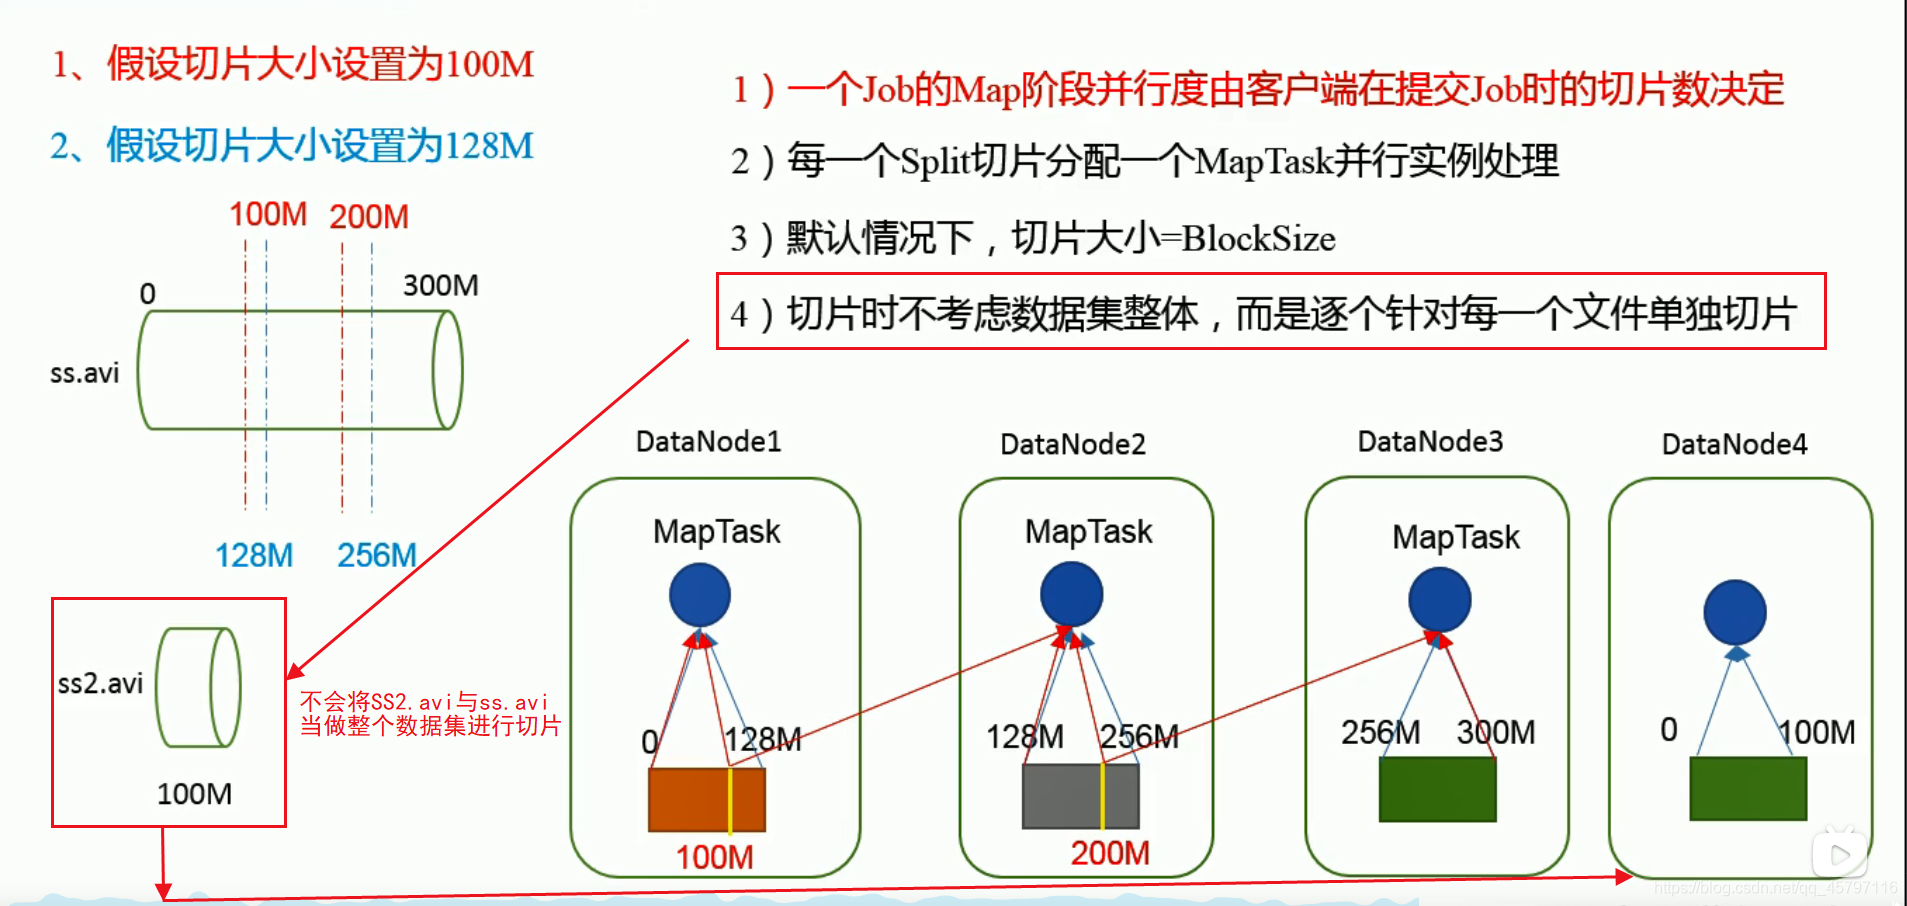 1、假设切片大小设置为100M
2、假设切片大小设置为128M
100M 200M
0 300M
ss.avi
128M 256M
ss2.avi
100M
不会将SS2.avi与ss.avi
当做整个数据集进行切片
1）一个Job的Map阶段并行度由客户端在提交Job时的切片数决定
2）每一个Split切片分配一个MapTask并行实例处理
3）默认情况下，切片大小=BlockSize
4）切片时不考虑数据集整体，而是逐个针对每一个文件单独切片
DataNode1
MapTask
0 128M
100M
DataNode2
MapTask
128M 256M
200M
DataNode3
MapTask
256M 300M
DataNode4
0 100M
https://blog.csdn.net/qq_45797116